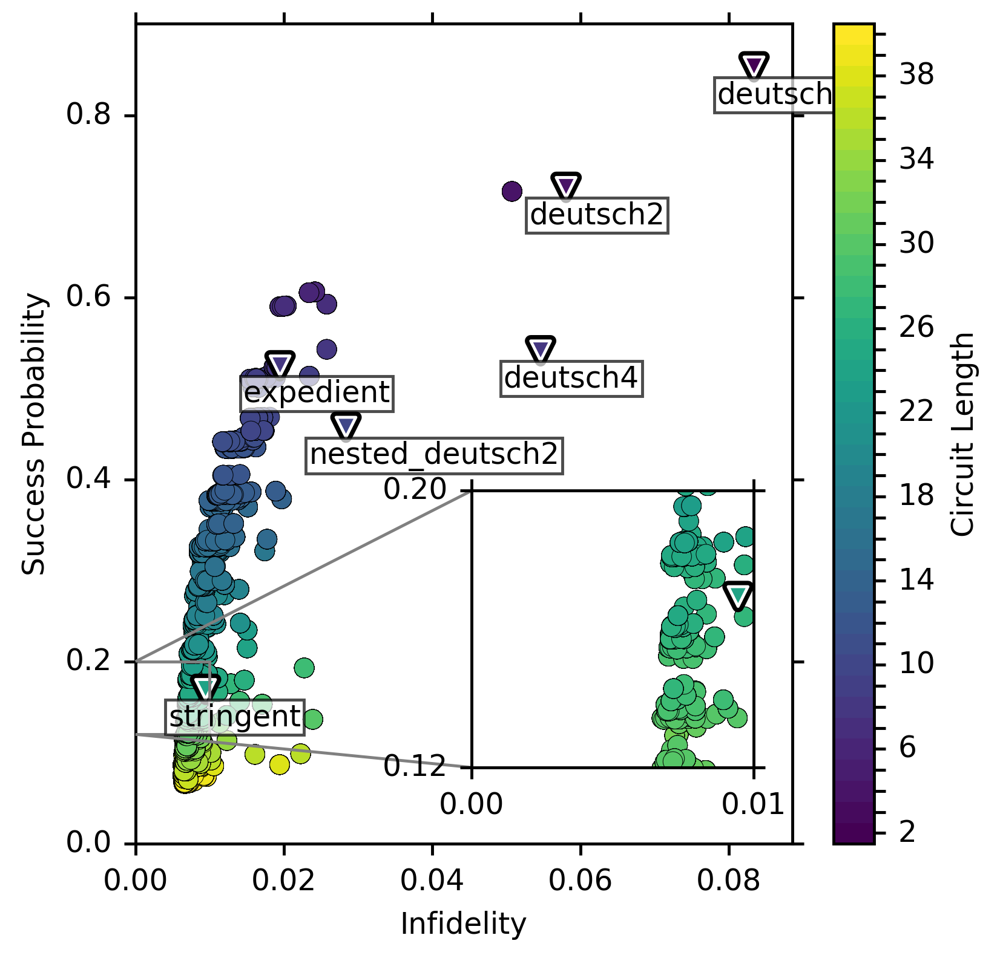 deutsch
deutsch2
deutsch4
expedient
nested_deutsch2
stringent
0.20
0.12
0.00 0.01
0.8
0.6
0.4
0.2
0.0
0.00 0.02 0.04 0.06 0.08
Infidelity
Success Probability
38
34
30
26
22
18
14
10
6
2
Circuit Length